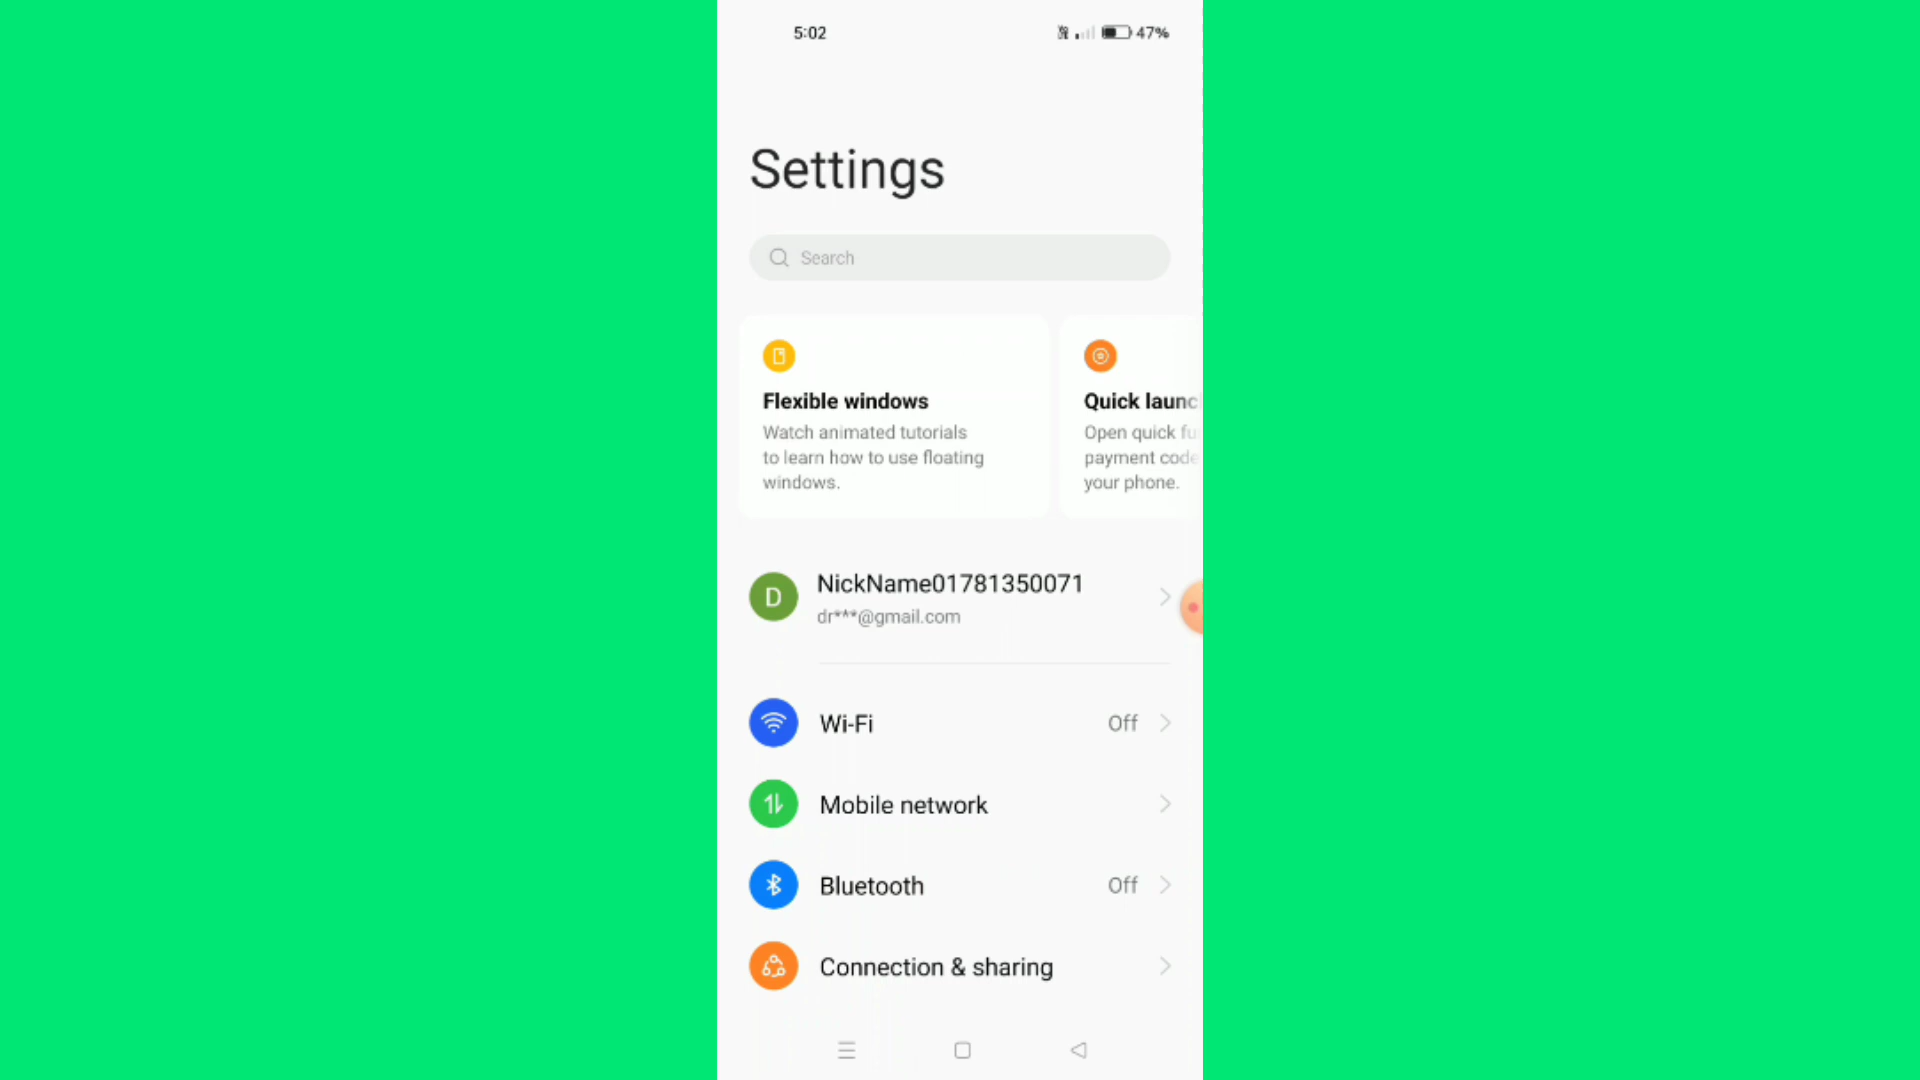 5:02
47%
Settings
Search
Flexible windows
Watch animated tutorials
to learn how to use floating
windows.
Quick launc
Open quick fu
payment code
your phone.
D
NickName01781350071
dr***@gmail.com
Wi-Fi
Off
Mobile network
Bluetooth
Off
Connection & sharing